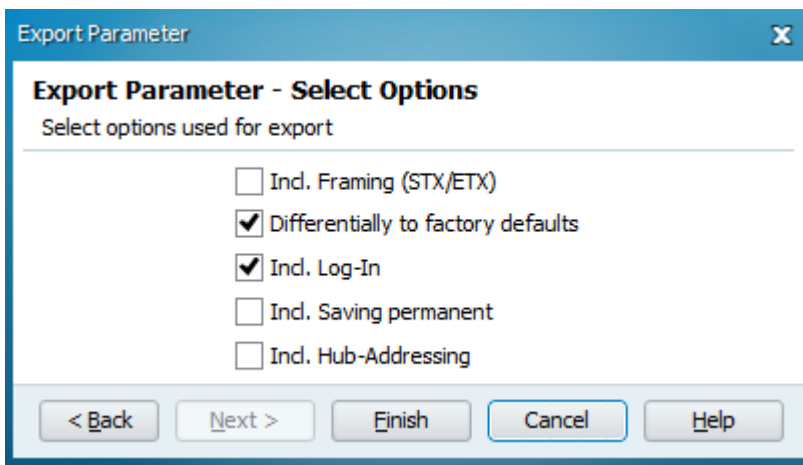 Export Parameter
Export Parameter - Select Options
Select options used for export
Incl. Framing (STX/ETX)
Differentially to factory defaults
Incl. Log-In
Incl. Saving permanent
Incl. Hub-Addressing
< Back Next > Finish Cancel Help